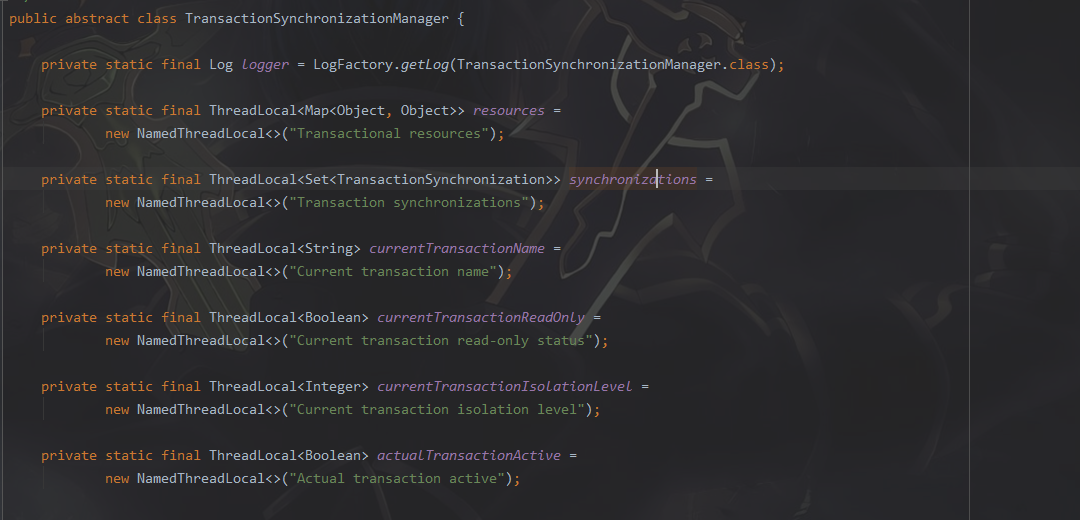 public abstract class TransactionSynchronizationManager {
private static final Log logger = LogFactory.getLog(TransactionSynchronizationManager.class);
private static final ThreadLocal<Map<Object, Object>> resources =
new NamedThreadLocal<>("Transactional resources");
private static final ThreadLocal<Set<TransactionSynchronization>> synchronizations =
new NamedThreadLocal<>("Transaction synchronizations");
private static final ThreadLocal<String> currentTransactionName =
new NamedThreadLocal<>("Current transaction name");
private static final ThreadLocal<Boolean> currentTransactionReadOnly =
new NamedThreadLocal<>("Current transaction read-only status");
private static final ThreadLocal<Integer> currentTransactionIsolationLevel =
new NamedThreadLocal<>("Current transaction isolation level");
private static final ThreadLocal<Boolean> actualTransactionActive =
new NamedThreadLocal<>("Actual transaction active");